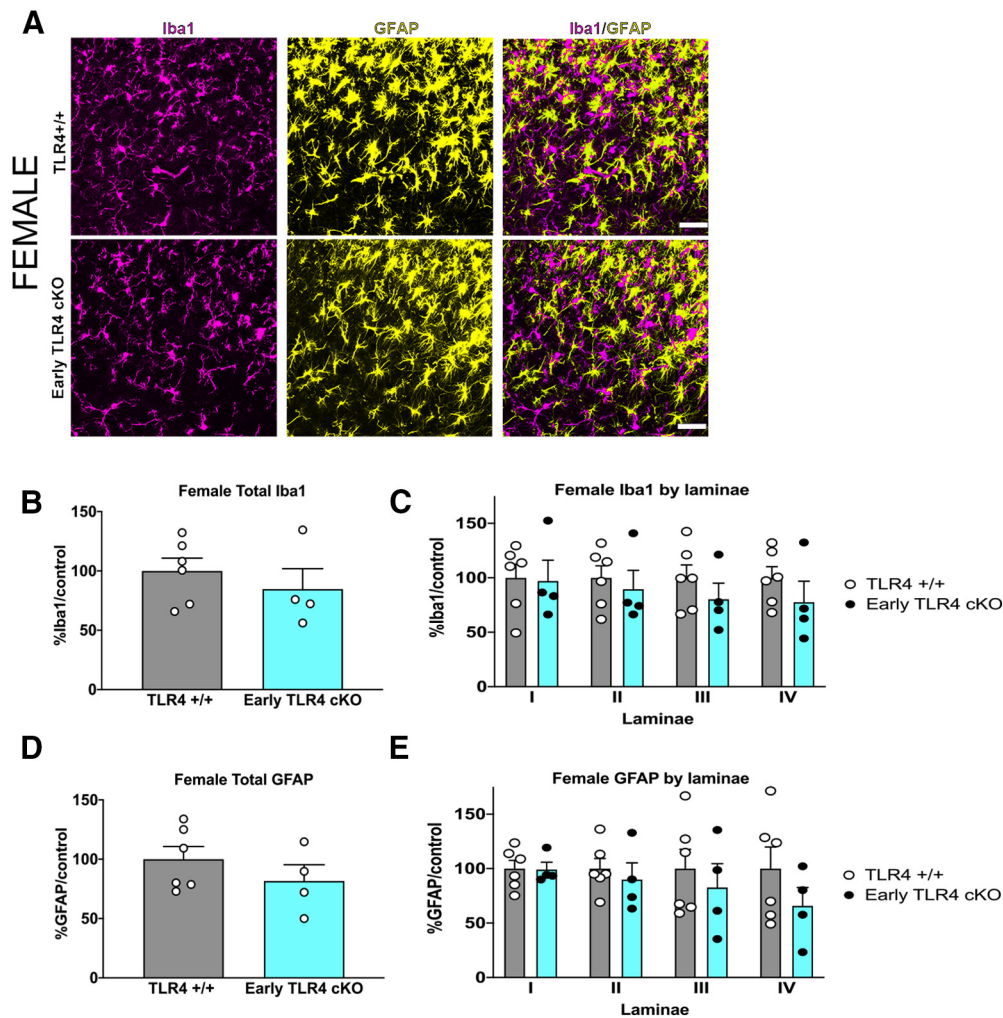 A
Iba1
GFAP
Iba1/GFAP
FEMALE
TLR4+/+
Early TLR4 cKO
B
Female Total Iba1
%Iba1/control
150
100
50
0
TLR4 +/+
Early TLR4 cKO
C
Female Iba1 by laminae
%Iba1/control
150
100
50
0
I
II
III
IV
Laminae
TLR4 +/+
Early TLR4 cKO
D
Female Total GFAP
%GFAP/control
150
100
50
0
TLR4 +/+
Early TLR4 cKO
E
Female GFAP by laminae
%GFAP/control
150
100
50
0
I
II
III
IV
Laminae
TLR4 +/+
Early TLR4 cKO